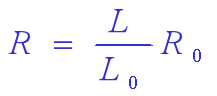 R = L / L₀ R₀